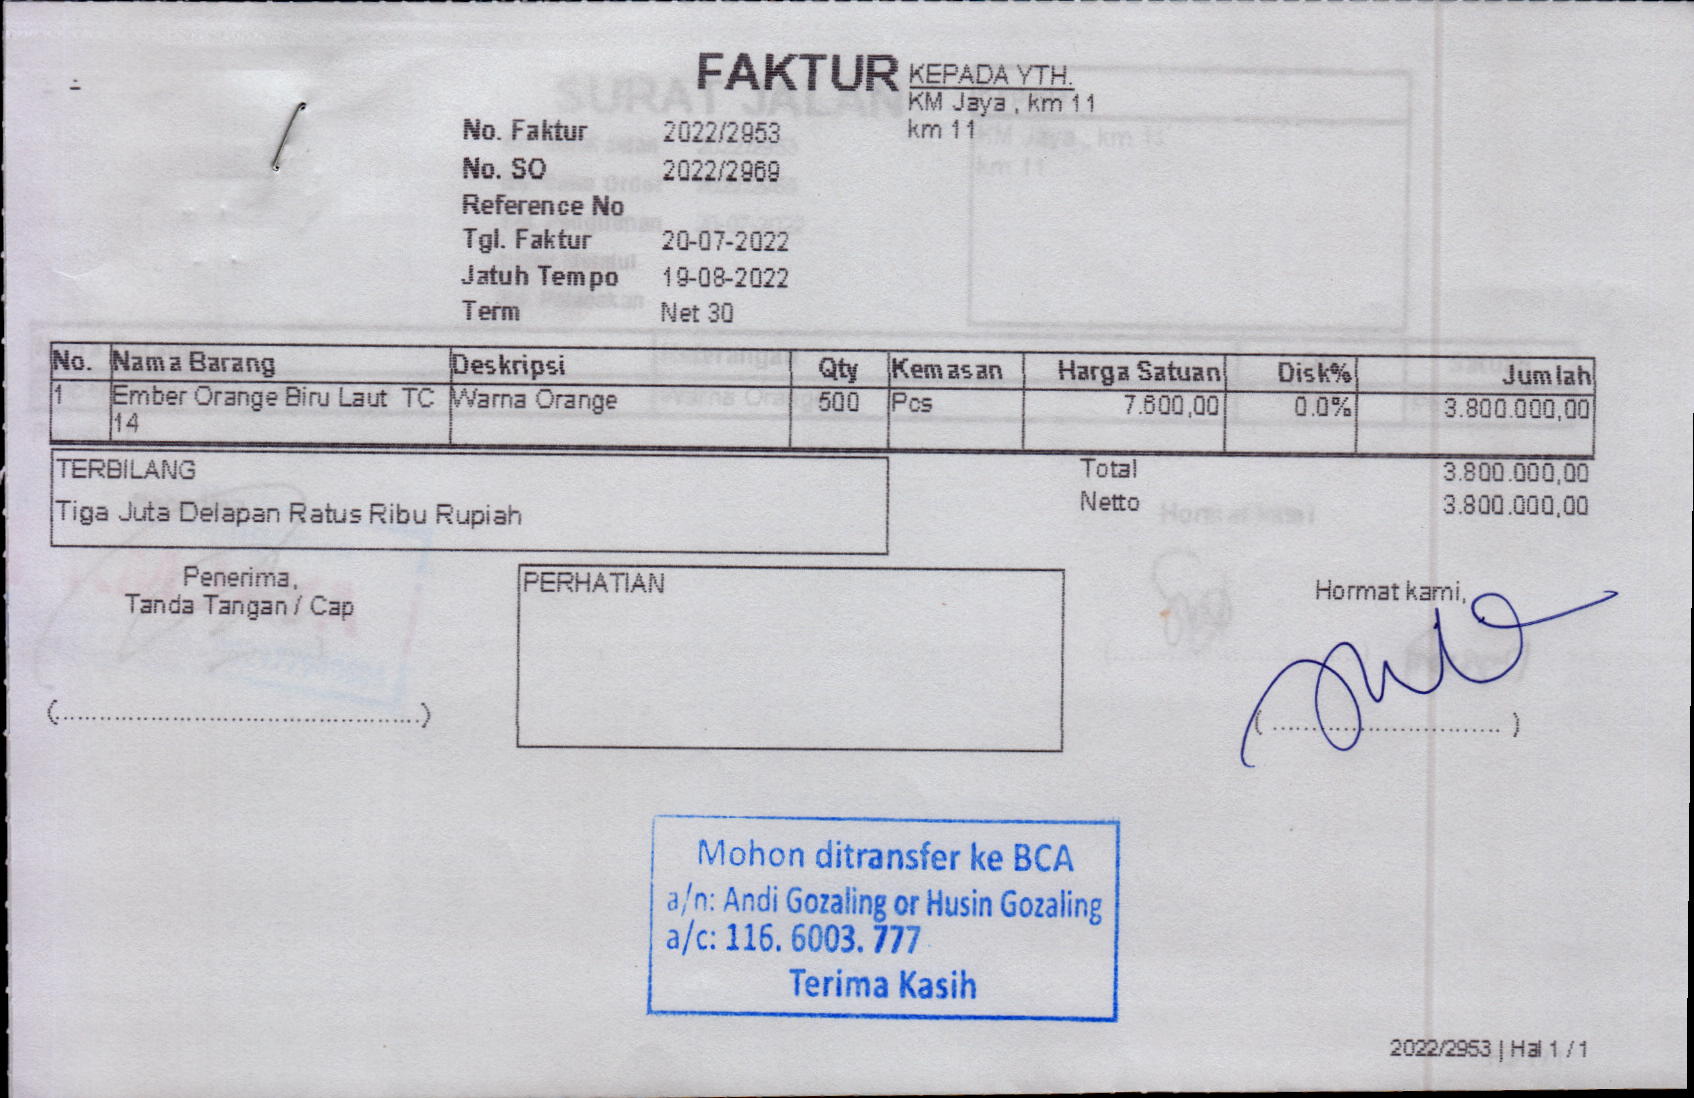 FAKTUR
KEPADA YTH.
KM Jaya , km 11
km 11
No. Faktur 2022/2953
No. SO 2022/2969
Reference No
Tgl. Faktur 20-07-2022
Jatuh Tempo 19-08-2022
Term Net 30
No. Nama Barang Deskripsi Qty Kemasan Harga Satuan Disk% Jumlah
1 Ember Orange Biru Laut TC Warna Orange 500 Pcs 7.600,00 0.0% 3.800.000,00
14
TERBILANG
Tiga Juta Delapan Ratus Ribu Rupiah
Total 3.800.000,00
Netto 3.800.000,00
Penerima,
Tanda Tangan / Cap
(................................................)
PERHATIAN
Hormat kami,
( ................................ )
Mohon ditransfer ke BCA
a/n: Andi Gozaling or Husin Gozaling
a/c: 116. 6003. 777
Terima Kasih
2022/2953 | Hal 1 / 1